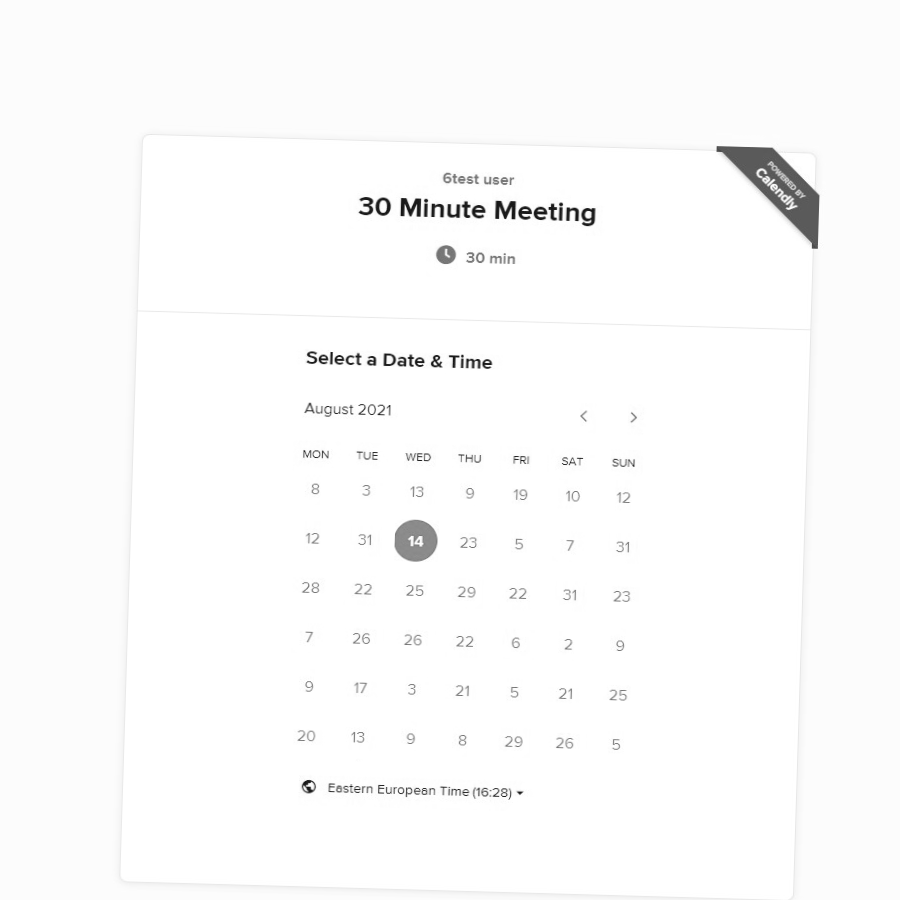 POWERED BY
Calendly
6test user
30 Minute Meeting
30 min
Select a Date & Time
August 2021
MON TUE WED THU FRI SAT SUN
8 3 13 9 19 10 12
12 31 14 23 5 7 31
28 22 25 29 22 31 23
7 26 26 22 6 2 9
9 17 3 21 5 21 25
20 13 9 8 29 26 5
Eastern European Time (16:28)